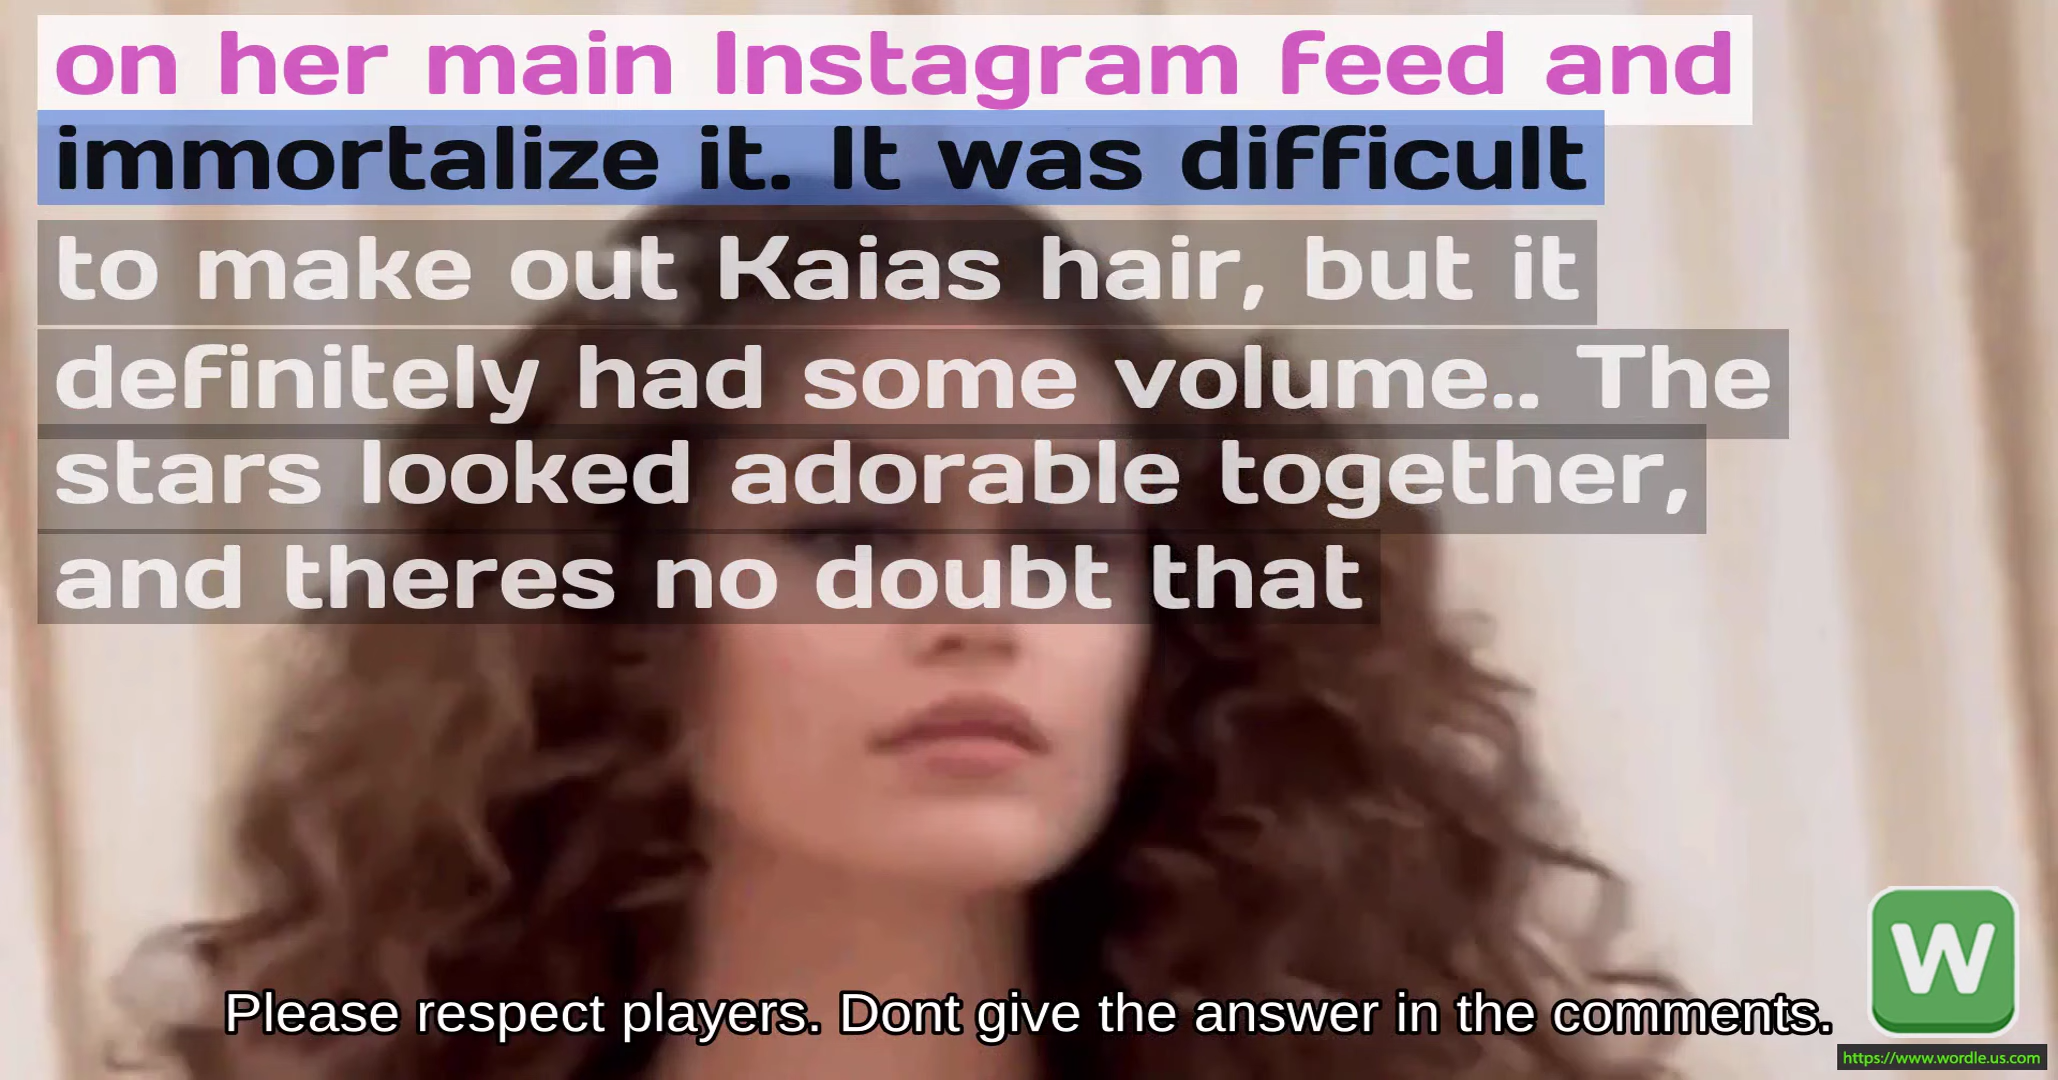 on her main Instagram feed and
immortalize it. It was difficult
to make out Kaias hair, but it
definitely had some volume.. The
stars looked adorable together,
and theres no doubt that
Please respect players. Dont give the answer in the comments.
W
https://www.wordle.us.com